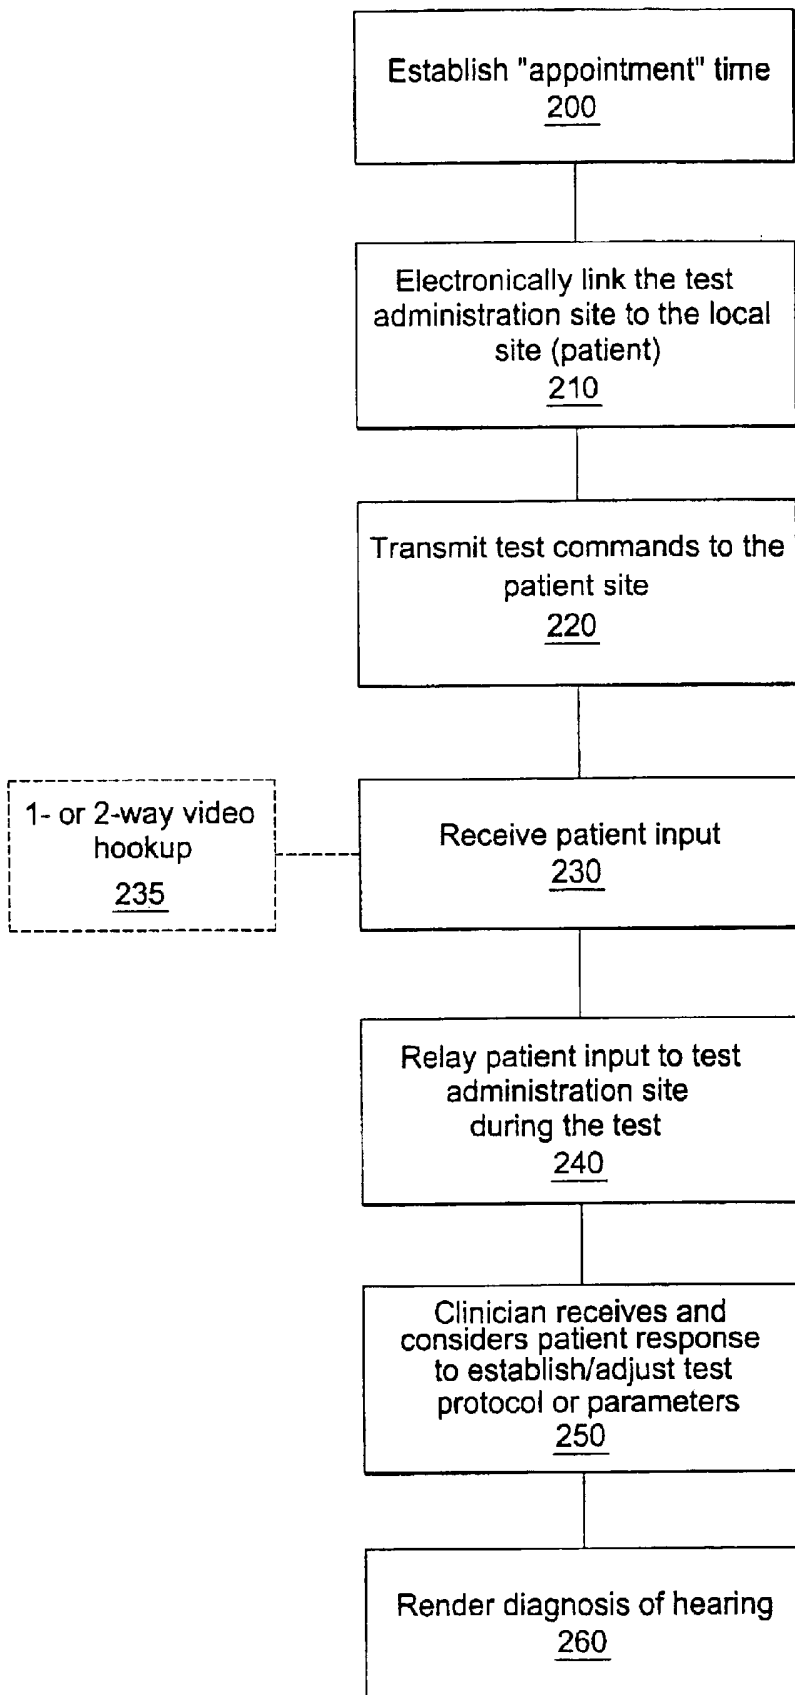 Establish "appointment" time
200
Electronically link the test
administration site to the local
site (patient)
210
Transmit test commands to the
patient site
220
1- or 2-way video
hookup
235
Receive patient input
230
Relay patient input to test
administration site
during the test
240
Clinician receives and
considers patient response
to establish/adjust test
protocol or parameters
250
Render diagnosis of hearing
260